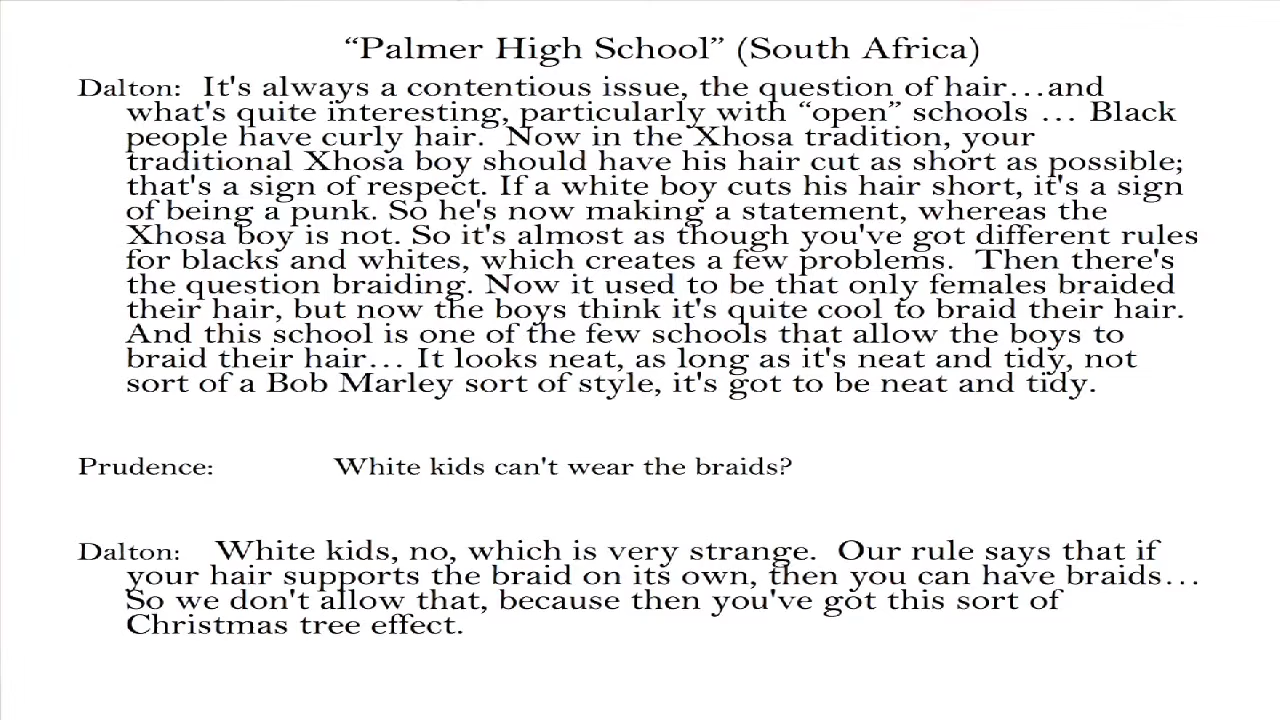 “Palmer High School” (South Africa)
Dalton: It's always a contentious issue, the question of hair…and
what's quite interesting, particularly with “open” schools … Black
people have curly hair. Now in the Xhosa tradition, your
traditional Xhosa boy should have his hair cut as short as possible;
that's a sign of respect. If a white boy cuts his hair short, it's a sign
of being a punk. So he's now making a statement, whereas the
Xhosa boy is not. So it's almost as though you've got different rules
for blacks and whites, which creates a few problems. Then there's
the question braiding. Now it used to be that only females braided
their hair, but now the boys think it's quite cool to braid their hair.
And this school is one of the few schools that allow the boys to
braid their hair… It looks neat, as long as it's neat and tidy, not
sort of a Bob Marley sort of style, it's got to be neat and tidy.
Prudence: White kids can't wear the braids?
Dalton: White kids, no, which is very strange. Our rule says that if
your hair supports the braid on its own, then you can have braids…
So we don't allow that, because then you've got this sort of
Christmas tree effect.